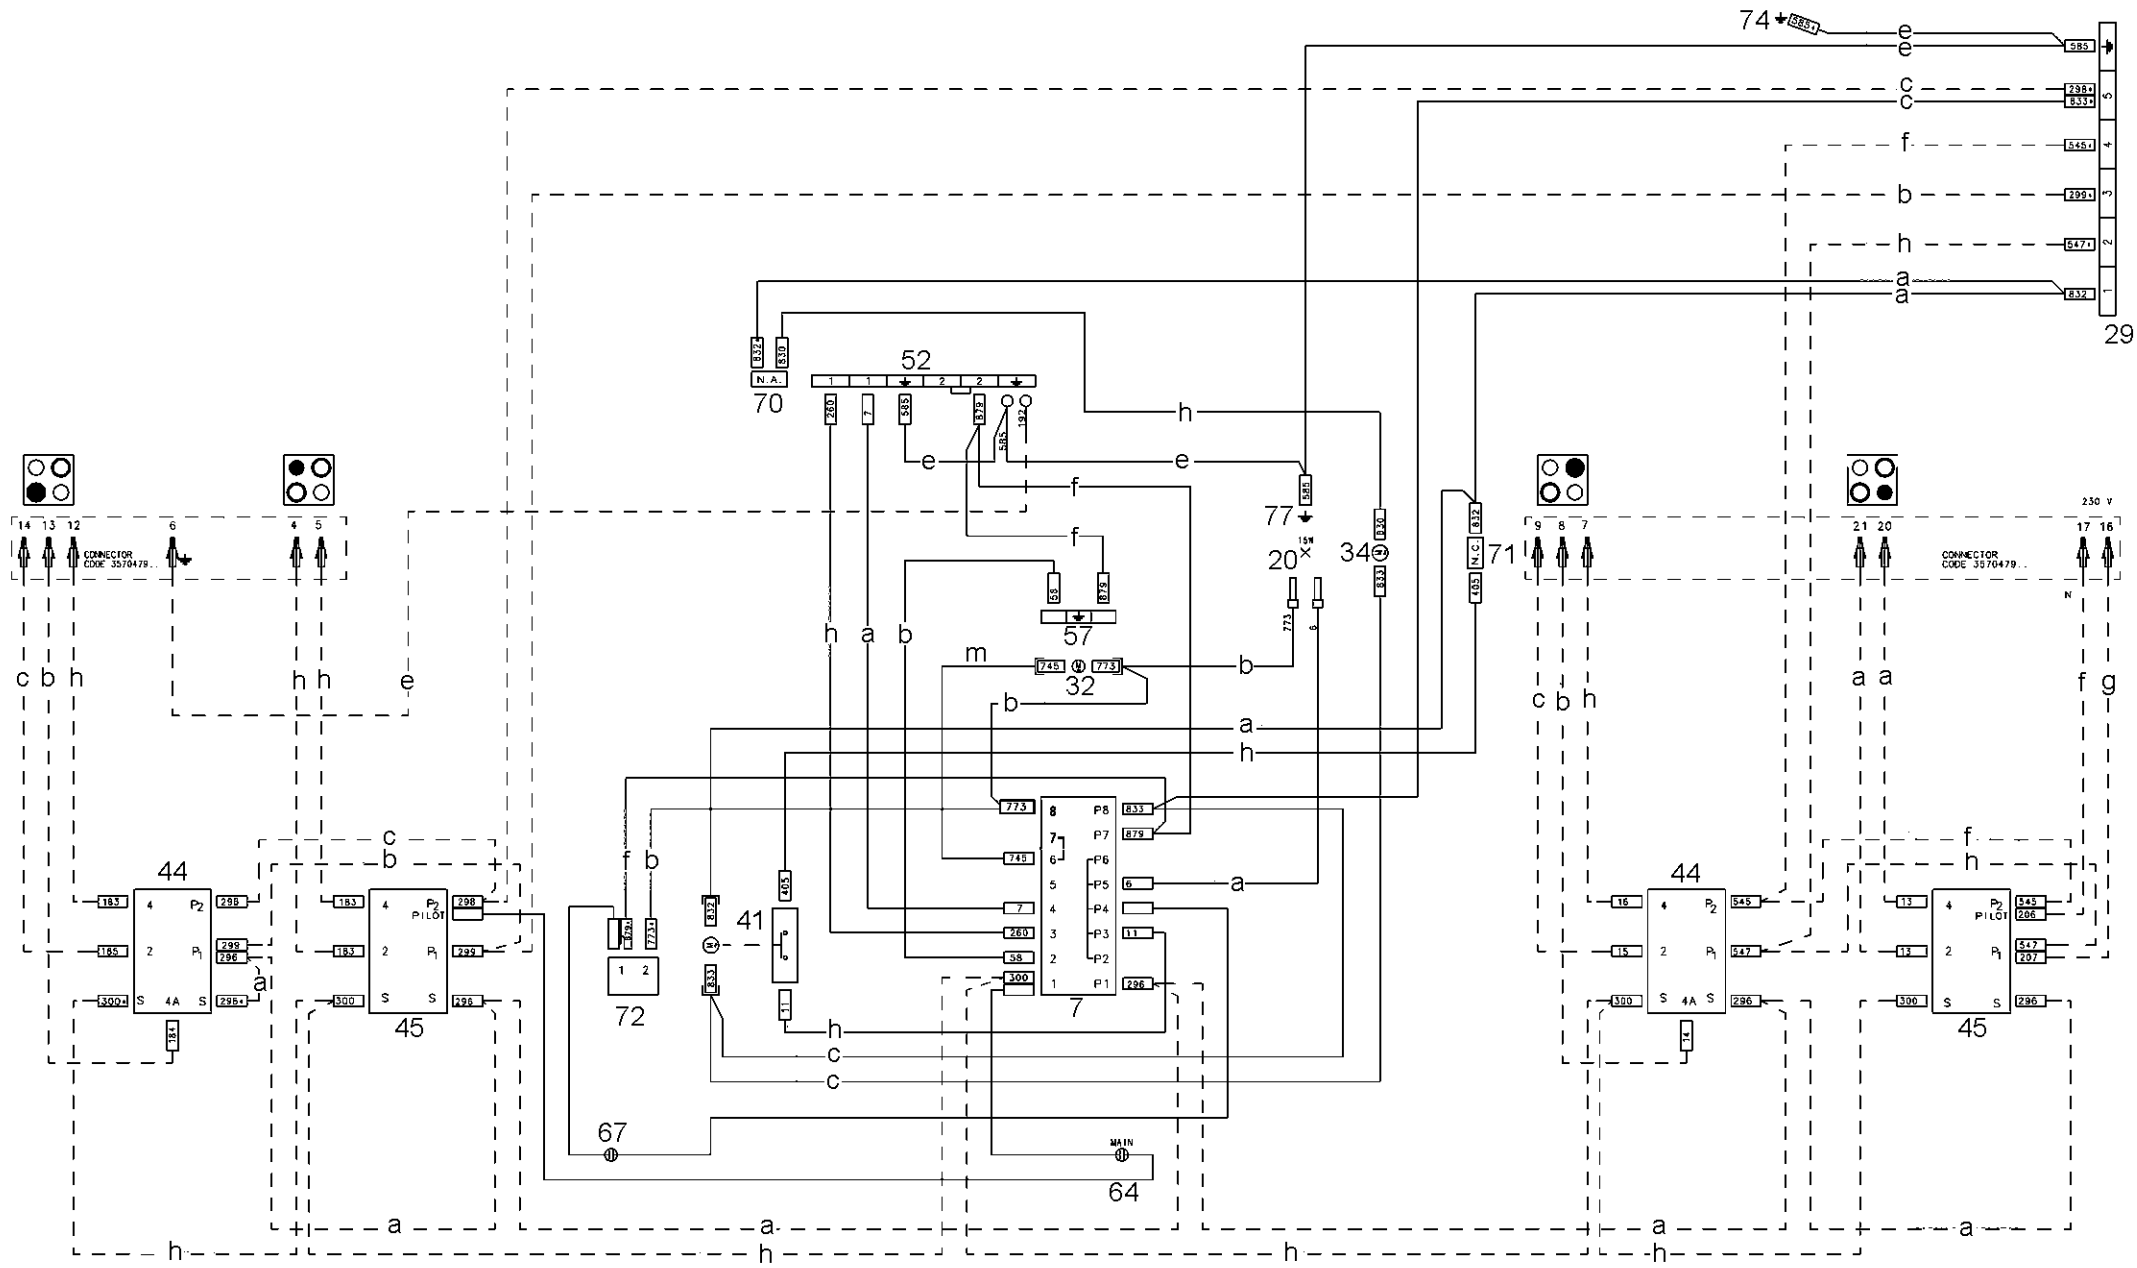 74 585• e
e 585
c 298•
c 833• 5
f 545• 4
b 299• 3
h 547• 2
a
a 832 1
29
832• 830
N.A.
70
52
1 1 2 2
260 7 585 879 585 192
h
e e
f
f
585
77
15W
20
773 6
830
34
833
832
N.C.
71
405
58 879
57
h a b
m 745 M 773 b
32
b
a
h
14 13 12 6 4 5
CONNECTOR
CODE 3570479..
c b h h h e
9 8 7 21 20 17 16
230 V
CONNECTOR
CODE 3570479..
N
c b h a a f g
773 8 P8 833
7 P7 879
745 6 P6
5 P5 6 a
7 4 P4
260 3 P3 11
58 2 P2
300 1 P1 296
7
f b
879• 773•
1 2
72
832
833
41
405
11
h
c
c
c
b
44
183 4 P2 298
299
185 2 P1 296
a
300• S 4A S 296•
184
183 4 P2 298
PILOT
183 2 P1 299
300 S S 296
45
f
h
44
16 4 P2 545
15 2 P1 547
300 S 4A S 296
14
13 4 P2 545
PILOT 206
547
13 2 P1 207
300 S S 296
45
67
MAIN
64
a a a a
h h h h